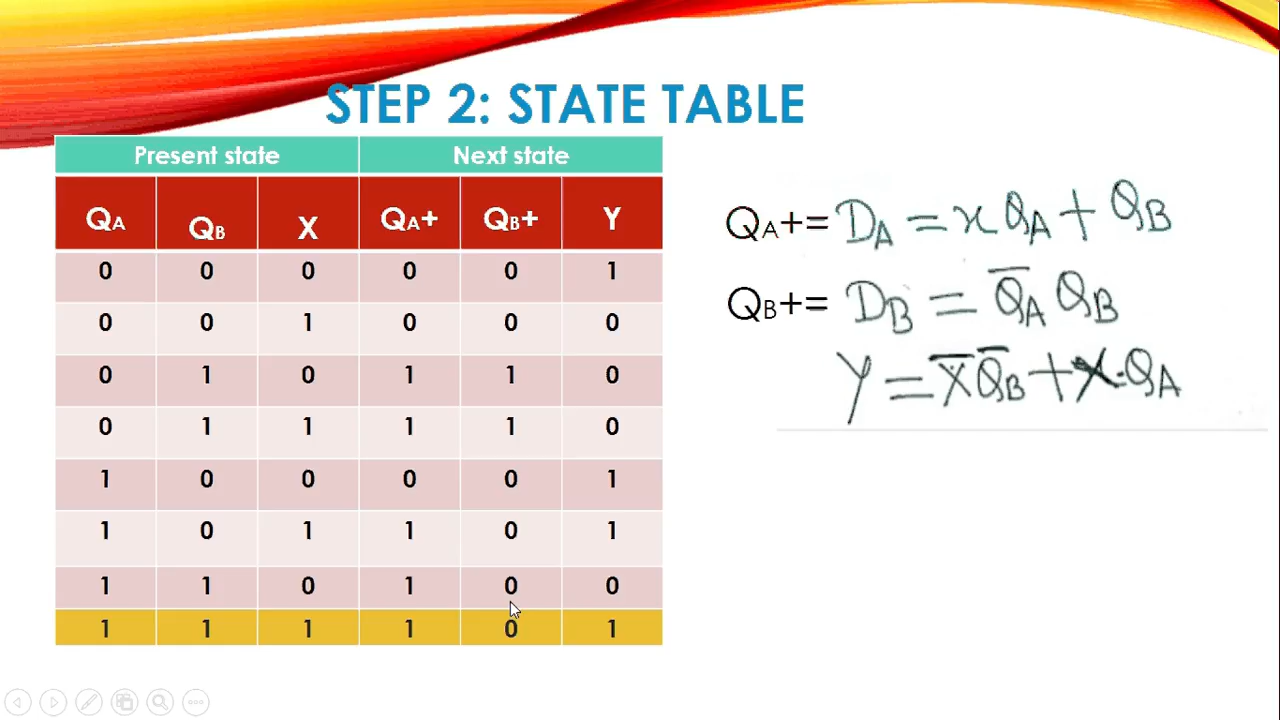 STEP 2: STATE TABLE
Present state Next state
QA QB X QA+ QB+ Y
0 0 0 0 0 1
0 0 1 0 0 0
0 1 0 1 1 0
0 1 1 1 1 0
1 0 0 0 0 1
1 0 1 1 0 1
1 1 0 1 0 0
1 1 1 1 0 1
QA+= DA = x QA + QB
QB+= DB = Q̅A QB
Y = X̅ Q̅B + X · QA